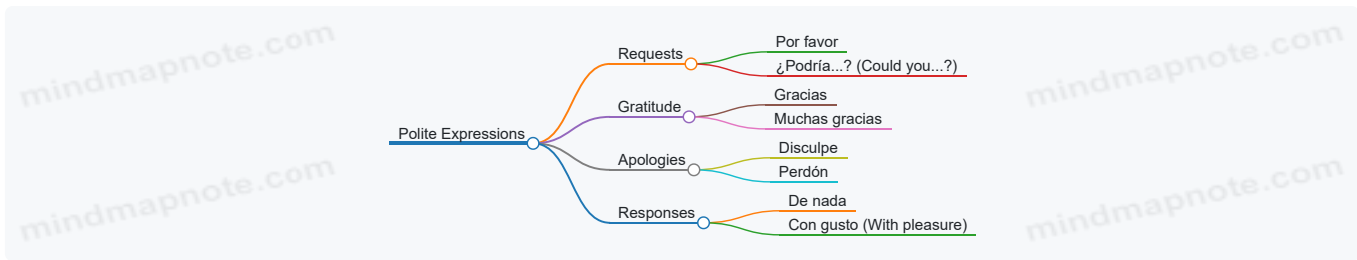 mindmapnote.com
mindmapnote.com
Polite Expressions
Requests
Por favor
¿Podría...? (Could you...?)
Gratitude
Gracias
Muchas gracias
Apologies
Disculpe
Perdón
Responses
De nada
Con gusto (With pleasure)
mindmapnote.com
mindmapnote.com